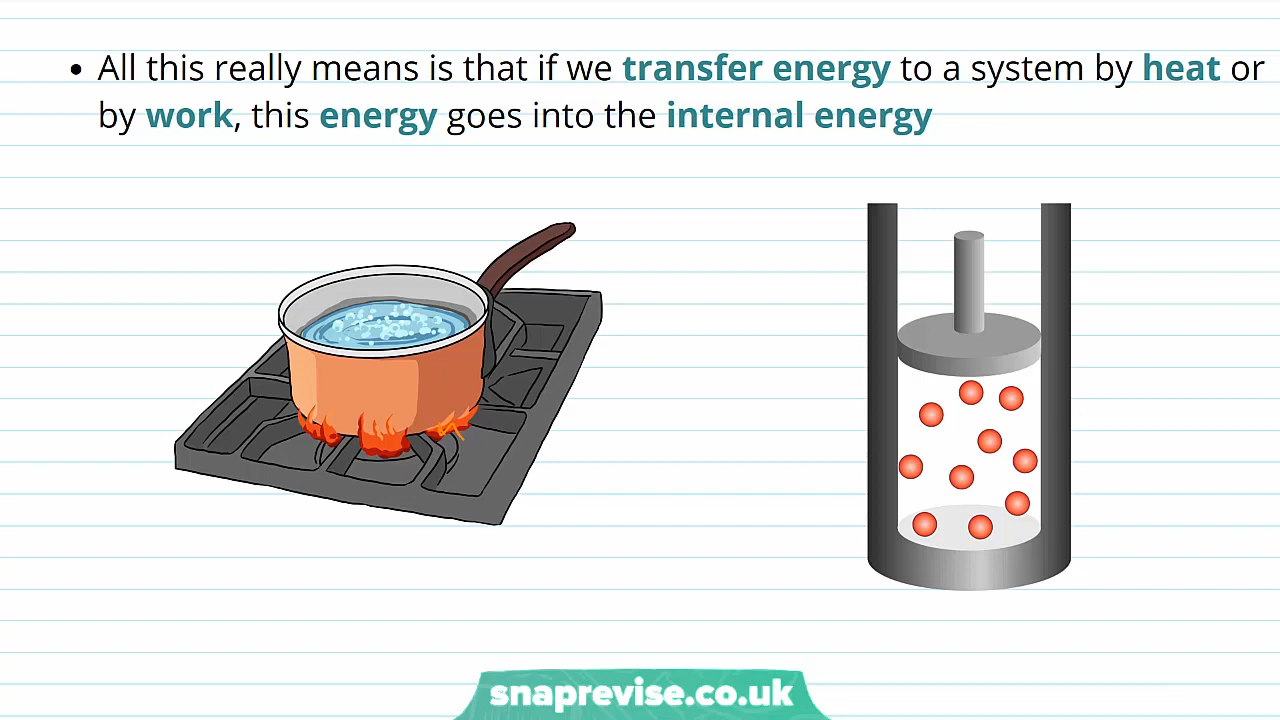 • All this really means is that if we transfer energy to a system by heat or
by work, this energy goes into the internal energy
snaprevise.co.uk